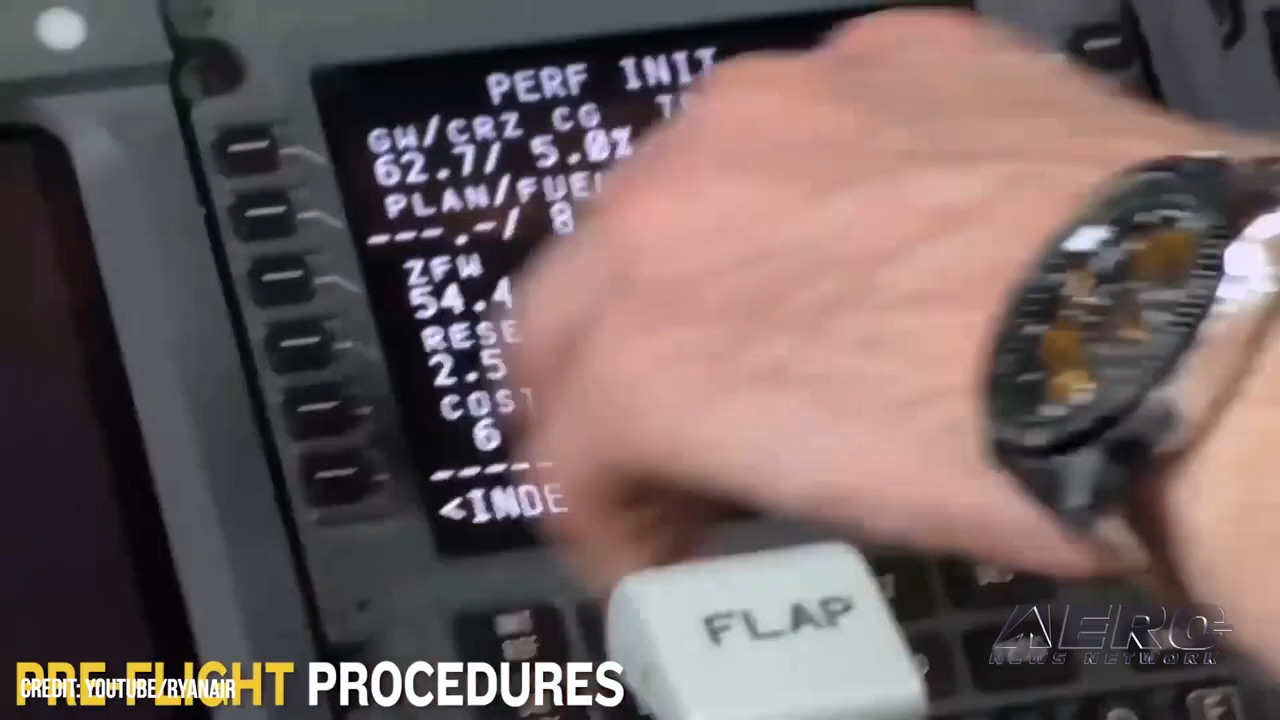 PERF INIT
GW/CRZ CG
62.7/ 5.0%
PLAN/FUEL
---.-/ 8
ZFW
54.4
RESE
2.5
COST
6
-----
<INDE
FLAP
AERO
NEWS NETWORK
PRE-FLIGHT PROCEDURES
CREDIT: YOUTUBE/RYANAIR